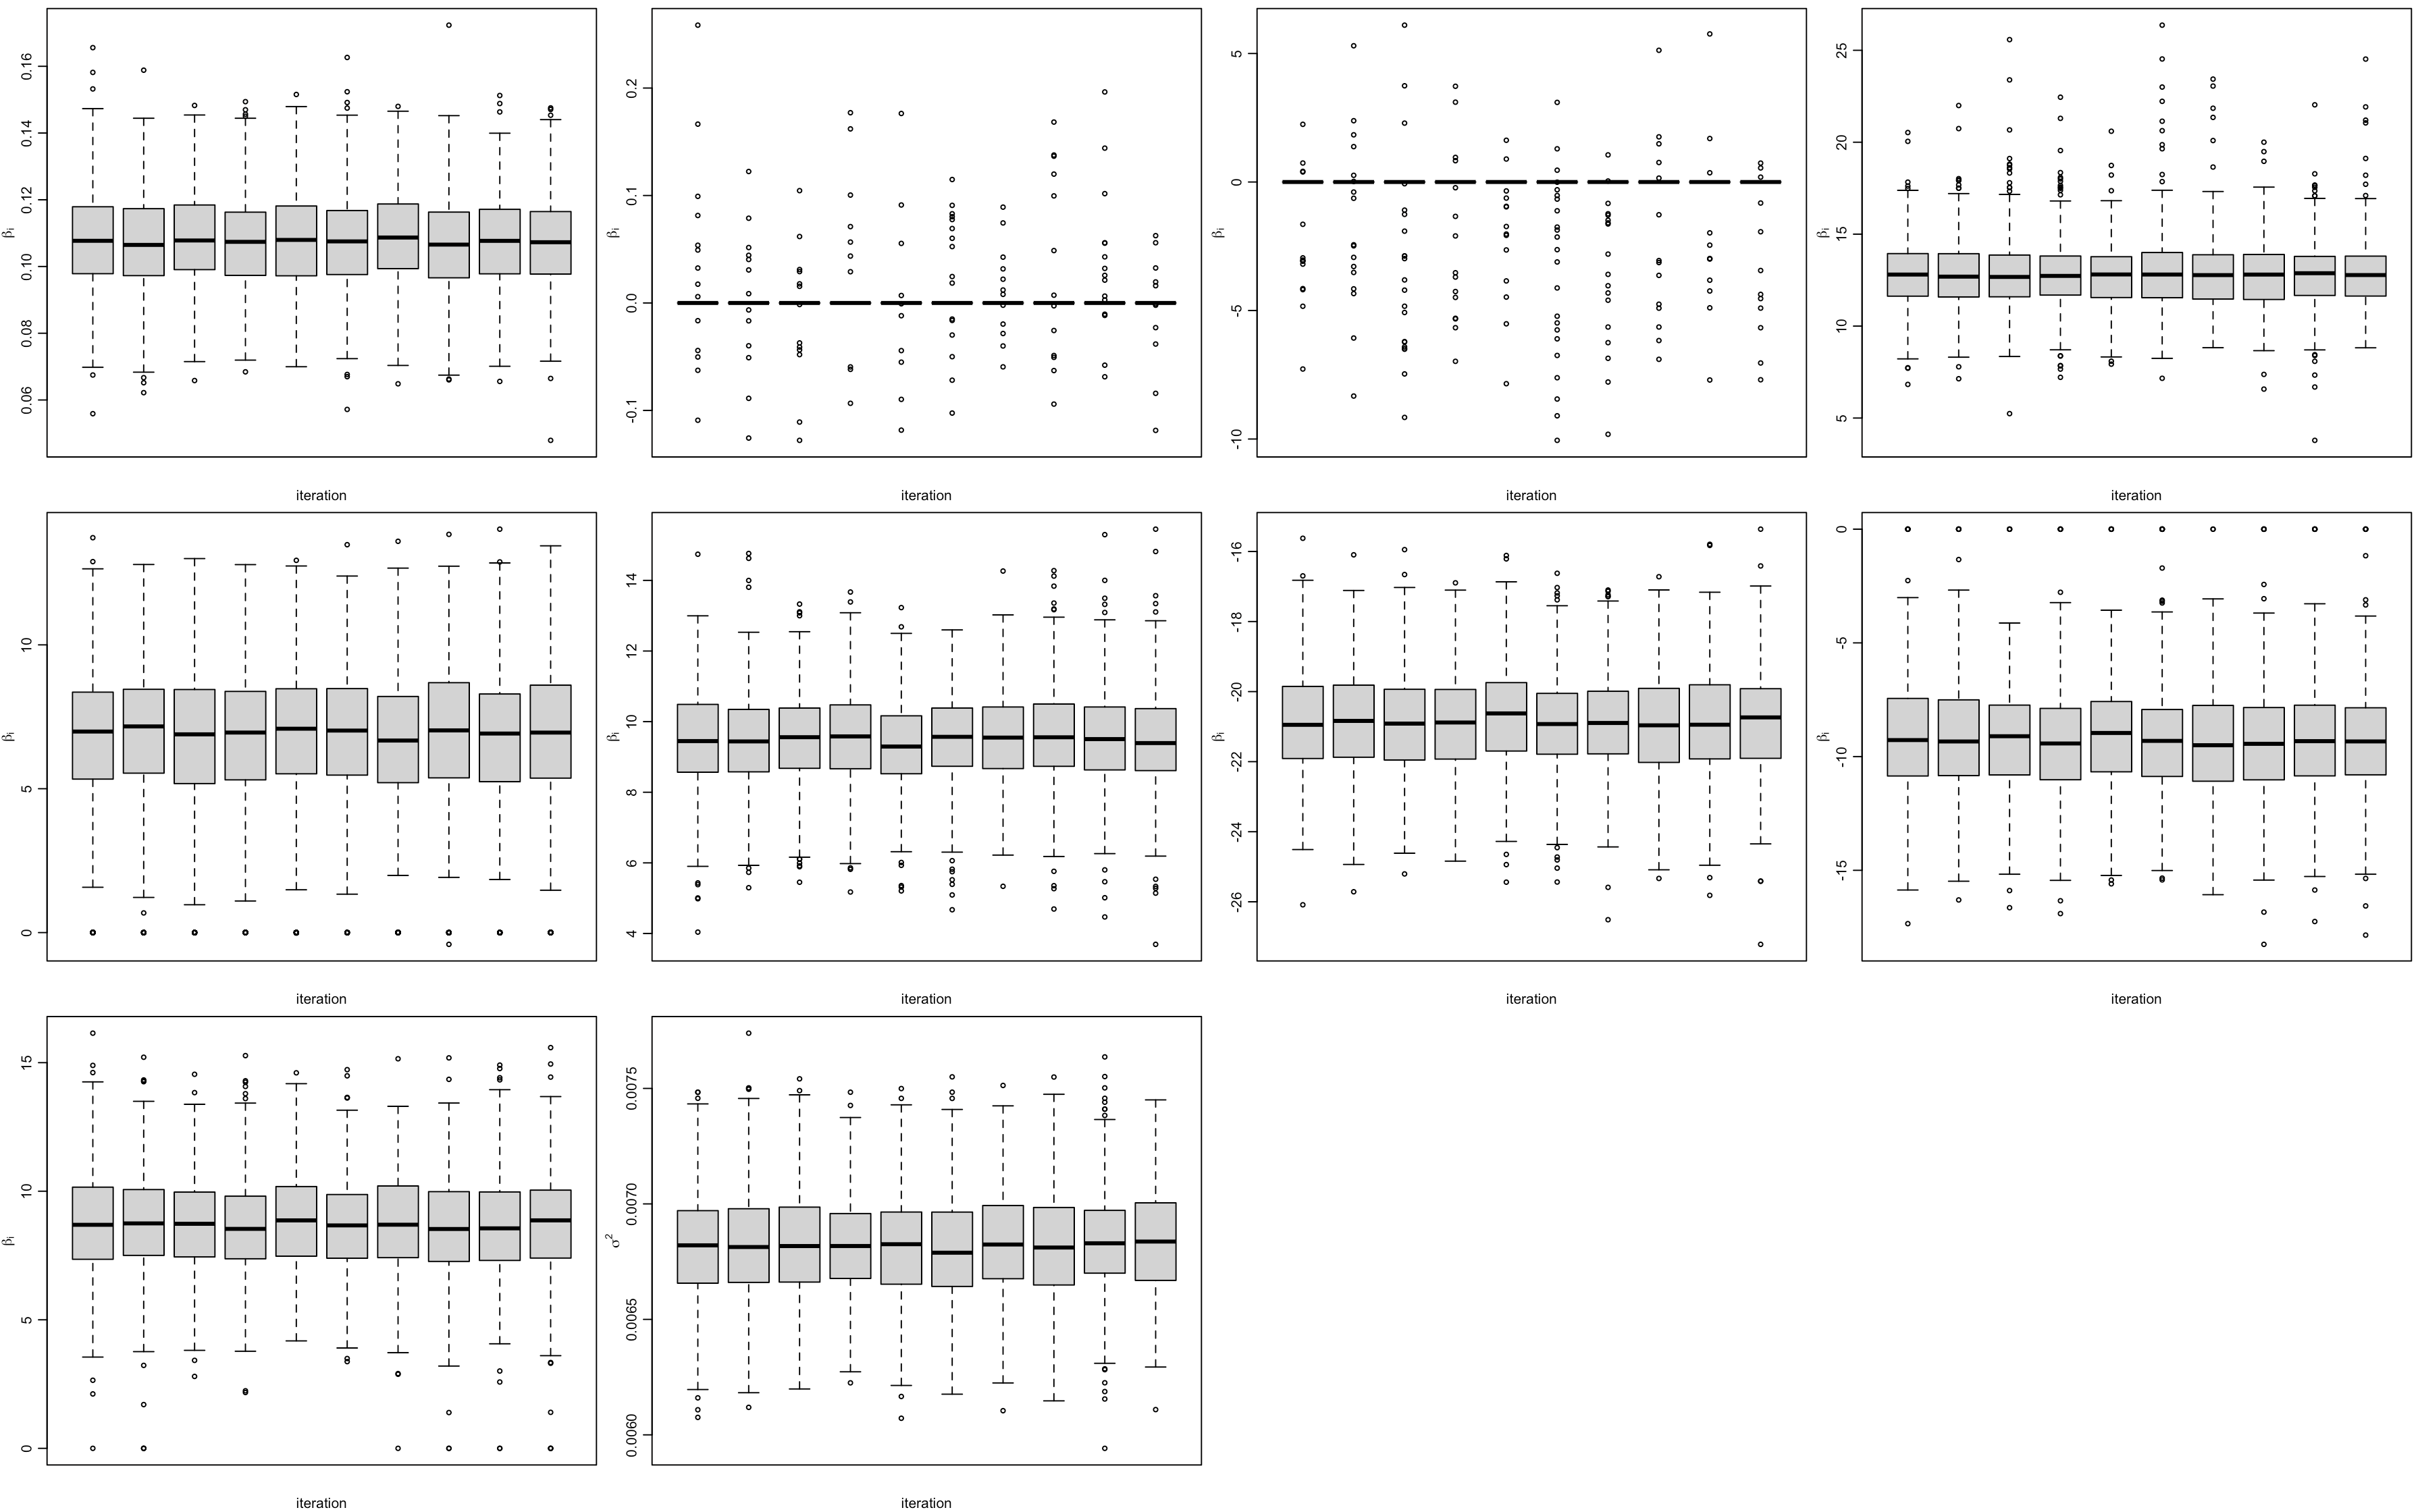 βi
0.06 0.08 0.10 0.12 0.14 0.16
iteration
βi
-0.1 0.0 0.1 0.2
iteration
βi
-10 -5 0 5
iteration
βi
5 10 15 20 25
iteration
βi
0 5 10
iteration
βi
4 6 8 10 12 14
iteration
βi
-26 -24 -22 -20 -18 -16
iteration
βi
-15 -10 -5 0
iteration
βi
0 5 10 15
iteration
σ2
0.0060 0.0065 0.0070 0.0075
iteration